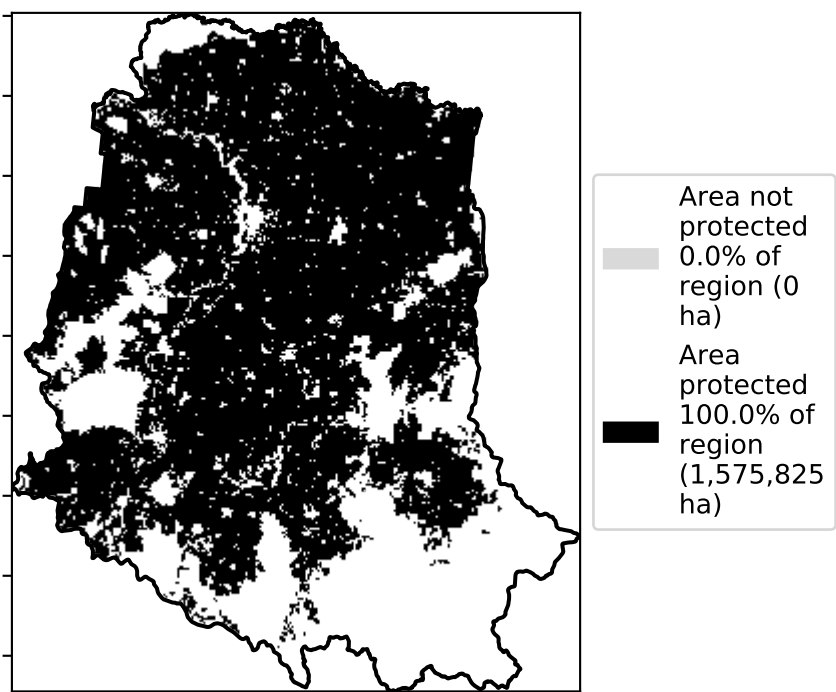 Area not
protected
0.0% of
region (0
ha)
Area
protected
100.0% of
region
(1,575,825
ha)